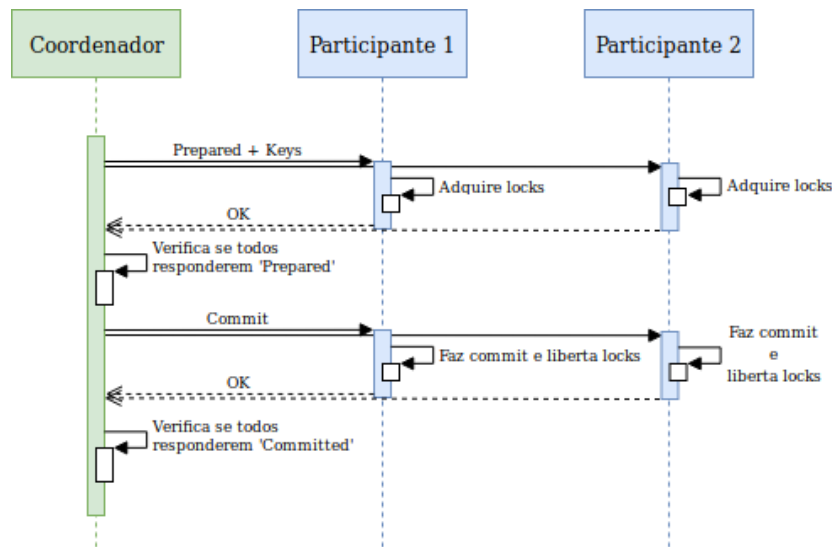 Coordenador
Participante 1
Participante 2
Prepared + Keys
Adquire locks
Adquire locks
OK
Verifica se todos
responderem 'Prepared'
Commit
Faz commit e liberta locks
Faz commit
e
liberta locks
OK
Verifica se todos
responderem 'Committed'